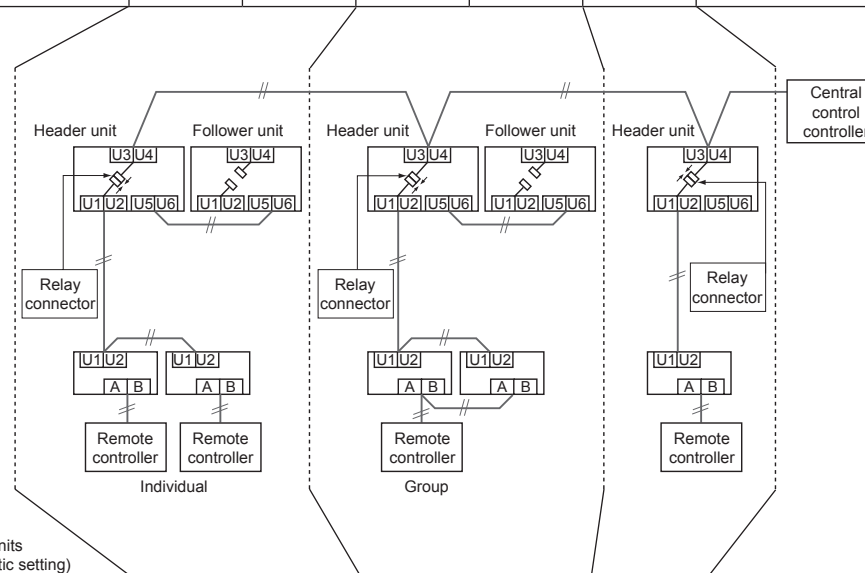 Central
control
controller
Header unit
Follower unit
Header unit
Follower unit
Header unit
U3 U4
U3 U4
U3 U4
U3 U4
U3 U4
U1 U2 U5 U6
U1 U2 U5 U6
U1 U2 U5 U6
U1 U2 U5 U6
U1 U2 U5 U6
Relay
connector
Relay
connector
Relay
connector
U1 U2
U1 U2
U1 U2
U1 U2
U1 U2
A B
A B
A B
A B
A B
Remote
controller
Remote
controller
Remote
controller
Remote
controller
Individual
Group
nits
tic setting)